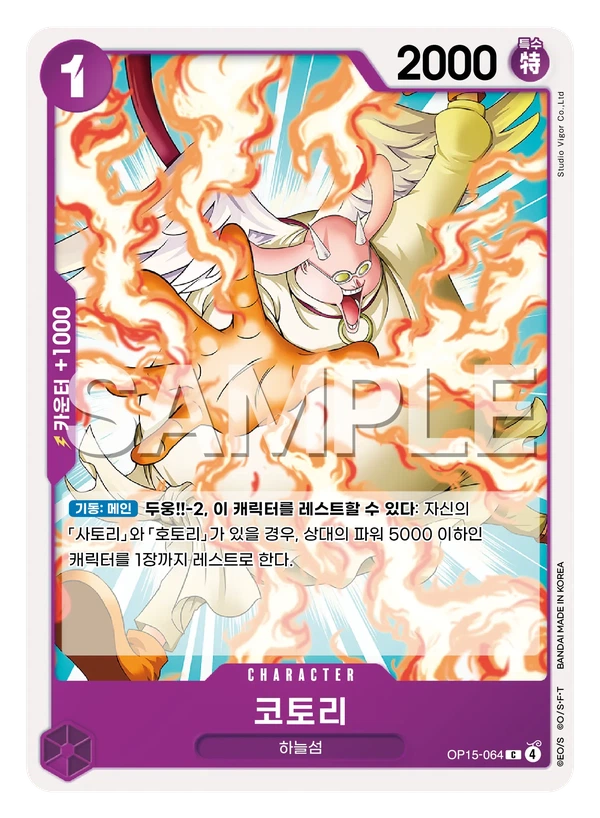 1
2000
특수
特
Studio Vigor Co.,Ltd
카운터 +1000
SAMPLE
기동: 메인 두웅!!-2, 이 캐릭터를 레스트할 수 있다: 자신의
「사토리」와 「호토리」가 있을 경우, 상대의 파워 5000 이하인
캐릭터를 1장까지 레스트로 한다.
CHARACTER
코토리
하늘섬
OP15-064 C 4
©EO/S ©O/S·F·T BANDAI MADE IN KOREA